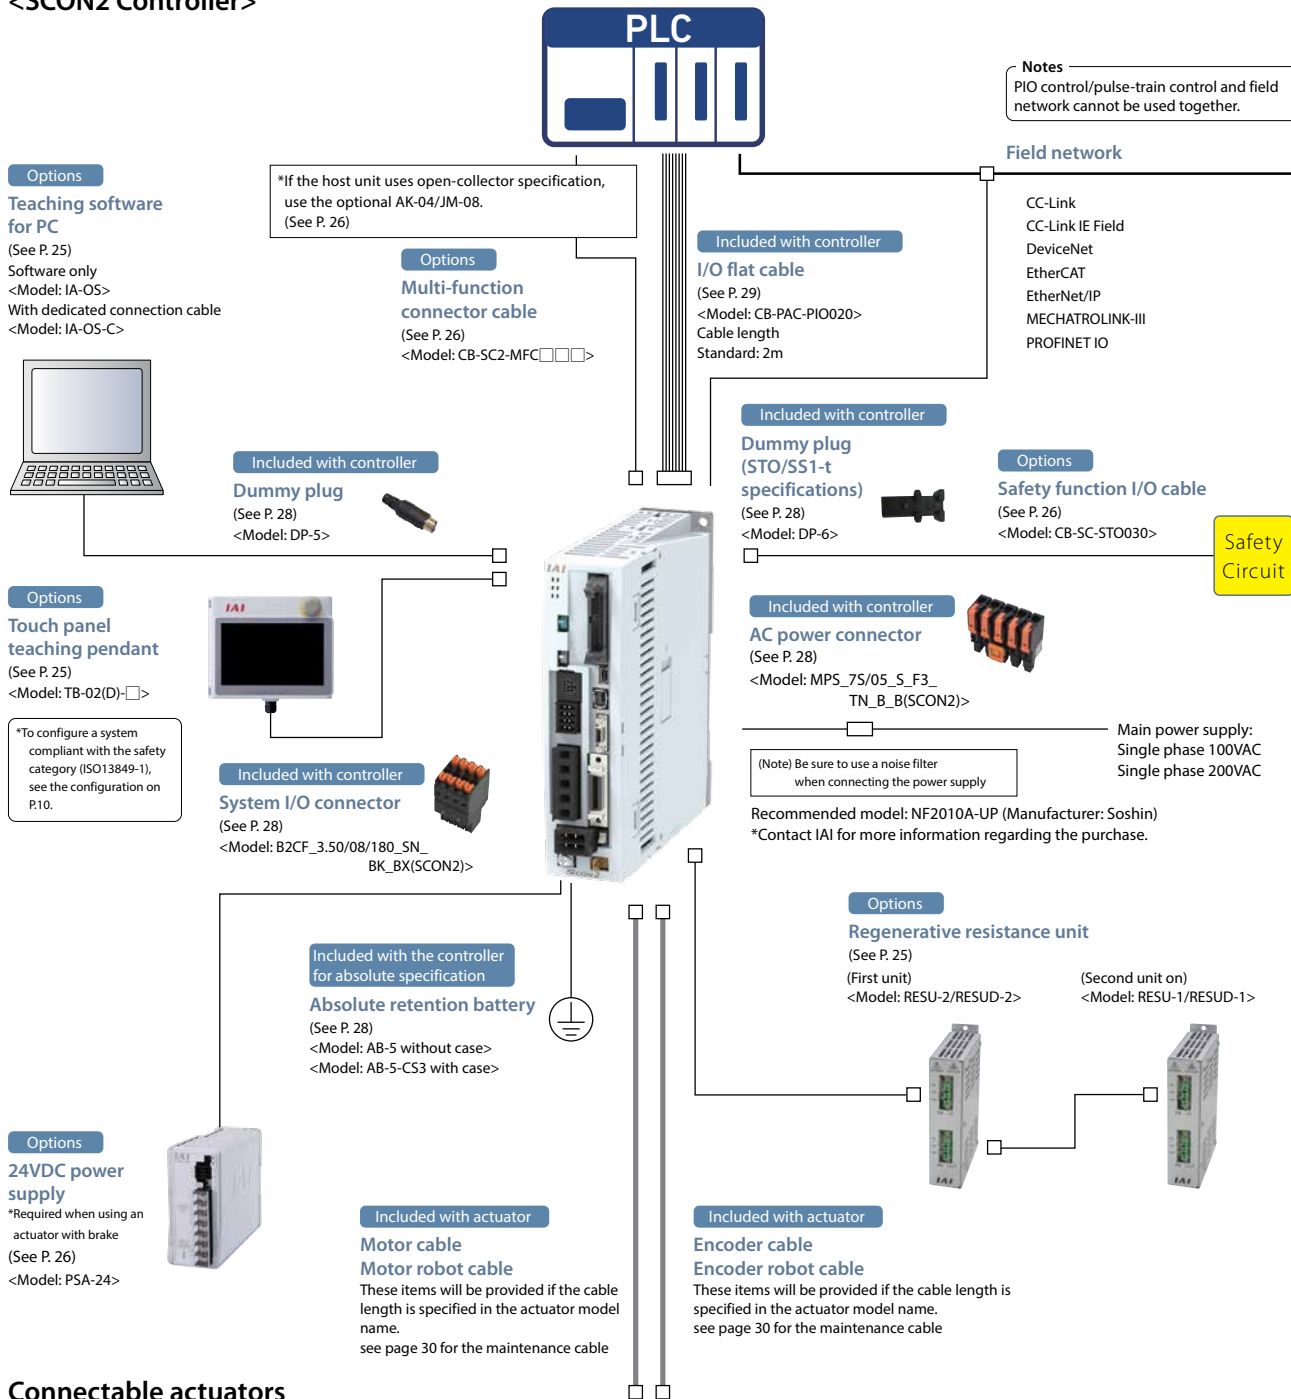 <SCON2 Controller>
PLC
Notes
PIO control/pulse-train control and field
network cannot be used together.
Field network
CC-Link
CC-Link IE Field
DeviceNet
EtherCAT
EtherNet/IP
MECHATROLINK-III
PROFINET IO
Options
Teaching software
for PC
(See P. 25)
Software only
<Model: IA-OS>
With dedicated connection cable
<Model: IA-OS-C>
*If the host unit uses open-collector specification,
use the optional AK-04/JM-08.
(See P. 26)
Options
Multi-function
connector cable
(See P. 26)
<Model: CB-SC2-MFC□□□>
Included with controller
I/O flat cable
(See P. 29)
<Model: CB-PAC-PIO020>
Cable length
Standard: 2m
Included with controller
Dummy plug
(See P. 28)
<Model: DP-5>
Included with controller
Dummy plug
(STO/SS1-t
specifications)
(See P. 28)
<Model: DP-6>
Options
Safety function I/O cable
(See P. 26)
<Model: CB-SC-STO030>
Safety
Circuit
Options
Touch panel
teaching pendant
(See P. 25)
<Model: TB-02(D)-□>
*To configure a system
compliant with the safety
category (ISO13849-1),
see the configuration on
P.10.
IAI
IAI
Included with controller
AC power connector
(See P. 28)
<Model: MPS_7S/05_S_F3_
TN_B_B(SCON2)>
Main power supply:
Single phase 100VAC
Single phase 200VAC
(Note) Be sure to use a noise filter
when connecting the power supply
Recommended model: NF2010A-UP (Manufacturer: Soshin)
*Contact IAI for more information regarding the purchase.
Included with controller
System I/O connector
(See P. 28)
<Model: B2CF_3.50/08/180_SN_
BK_BX(SCON2)>
SCON2
Included with the controller
for absolute specification
Absolute retention battery
(See P. 28)
<Model: AB-5 without case>
<Model: AB-5-CS3 with case>
Options
Regenerative resistance unit
(See P. 25)
(First unit)
<Model: RESU-2/RESUD-2>
(Second unit on)
<Model: RESU-1/RESUD-1>
IAI
IAI
Options
24VDC power
supply
*Required when using an
actuator with brake
(See P. 26)
<Model: PSA-24>
IAI
Included with actuator
Motor cable
Motor robot cable
These items will be provided if the cable
length is specified in the actuator model
name.
see page 30 for the maintenance cable
Included with actuator
Encoder cable
Encoder robot cable
These items will be provided if the cable length is
specified in the actuator model name.
see page 30 for the maintenance cable
Connectable actuators